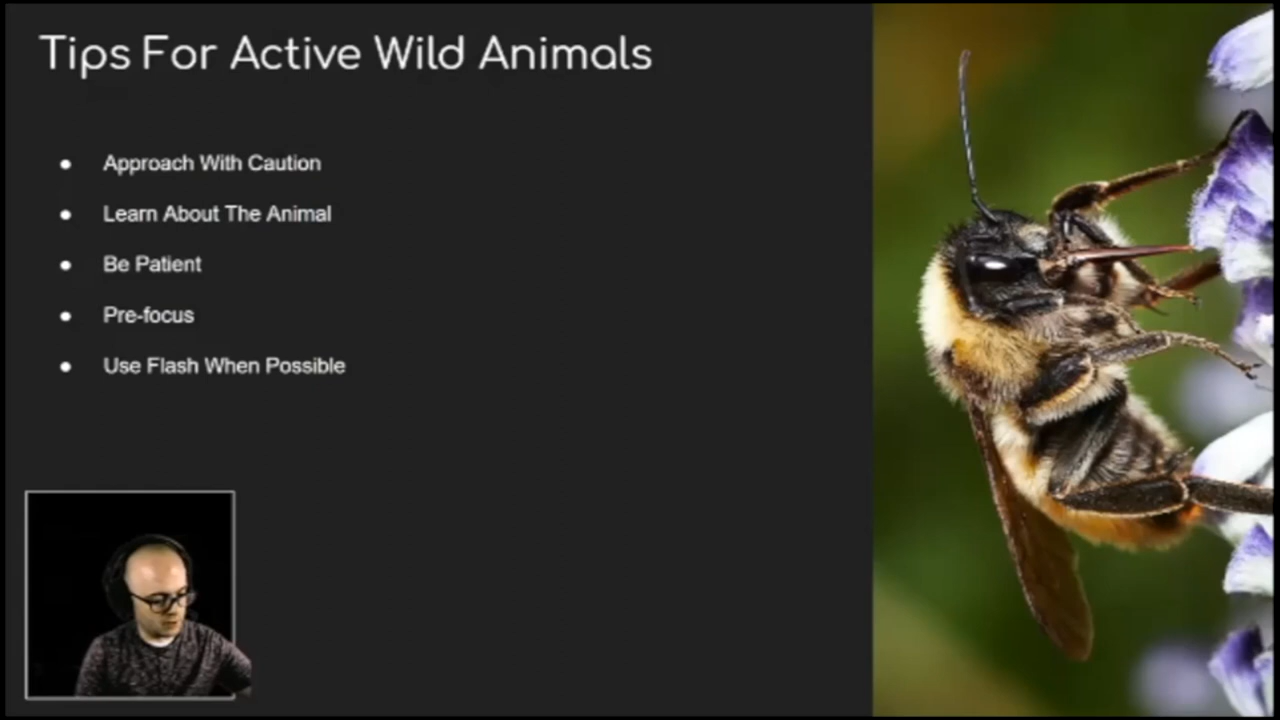 Tips For Active Wild Animals
● Approach With Caution
● Learn About The Animal
● Be Patient
● Pre-focus
● Use Flash When Possible